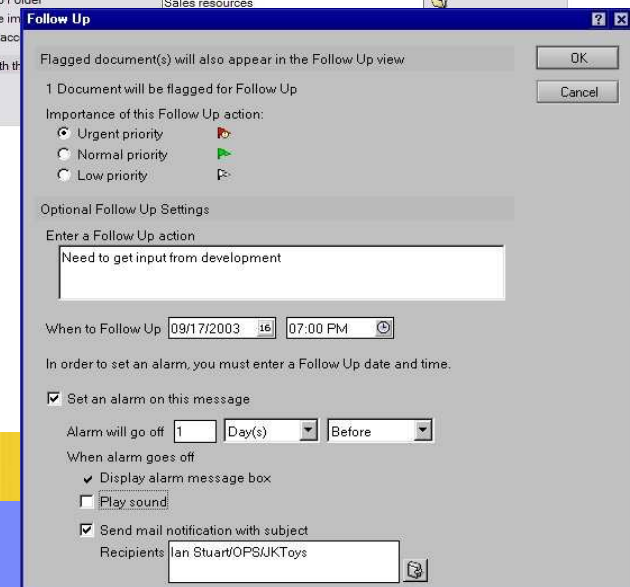 Sales resources
Follow Up
Flagged document(s) will also appear in the Follow Up view
OK
1 Document will be flagged for Follow Up
Cancel
Importance of this Follow Up action:
Urgent priority
Normal priority
Low priority
Optional Follow Up Settings
Enter a Follow Up action
Need to get input from development
When to Follow Up 09/17/2003 16 07:00 PM
In order to set an alarm, you must enter a Follow Up date and time.
Set an alarm on this message
Alarm will go off 1 Day(s) Before
When alarm goes off
Display alarm message box
Play sound
Send mail notification with subject
Recipients Ian Stuart/OPS/JKToys